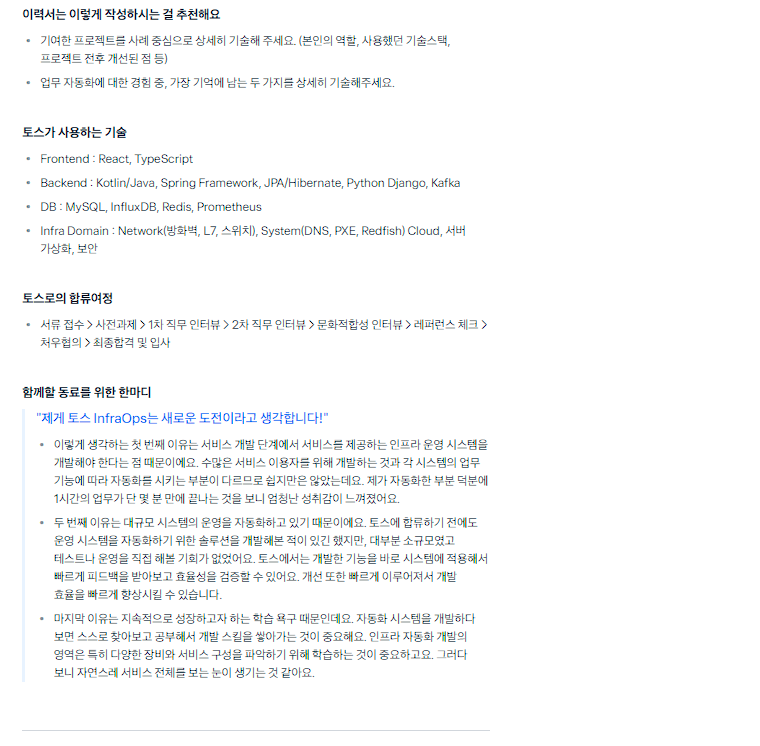 이력서는 이렇게 작성하시는 걸 추천해요
• 기여한 프로젝트를 사례 중심으로 상세히 기술해 주세요. (본인의 역할, 사용했던 기술스택,
프로젝트 전후 개선된 점 등)
• 업무 자동화에 대한 경험 중, 가장 기억에 남는 두 가지를 상세히 기술해주세요.
토스가 사용하는 기술
• Frontend : React, TypeScript
• Backend : Kotlin/Java, Spring Framework, JPA/Hibernate, Python Django, Kafka
• DB : MySQL, InfluxDB, Redis, Prometheus
• Infra Domain : Network(방화벽, L7, 스위치), System(DNS, PXE, Redfish) Cloud, 서버
가상화, 보안
토스로의 합류여정
• 서류 접수 > 사전과제 > 1차 직무 인터뷰 > 2차 직무 인터뷰 > 문화적합성 인터뷰 > 레퍼런스 체크 >
처우협의 > 최종합격 및 입사
함께할 동료를 위한 한마디
"제게 토스 InfraOps는 새로운 도전이라고 생각합니다!"
• 이렇게 생각하는 첫 번째 이유는 서비스 개발 단계에서 서비스를 제공하는 인프라 운영 시스템을
개발해야 한다는 점 때문이에요. 수많은 서비스 이용자를 위해 개발하는 것과 각 시스템의 업무
기능에 따라 자동화를 시키는 부분이 다르므로 쉽지만은 않았는데요. 제가 자동화한 부분 덕분에
1시간의 업무가 단 몇 분 만에 끝나는 것을 보니 엄청난 성취감이 느껴졌어요.
• 두 번째 이유는 대규모 시스템의 운영을 자동화하고 있기 때문이에요. 토스에 합류하기 전에도
운영 시스템을 자동화하기 위한 솔루션을 개발해본 적이 있긴 했지만, 대부분 소규모였고
테스트나 운영을 직접 해볼 기회가 없었어요. 토스에서는 개발한 기능을 바로 시스템에 적용해서
빠르게 피드백을 받아보고 효율성을 검증할 수 있어요. 개선 또한 빠르게 이루어져서 개발
효율을 빠르게 향상시킬 수 있습니다.
• 마지막 이유는 지속적으로 성장하고자 하는 학습 욕구 때문인데요. 자동화 시스템을 개발하다
보면 스스로 찾아보고 공부해서 개발 스킬을 쌓아가는 것이 중요해요. 인프라 자동화 개발의
영역은 특히 다양한 장비와 서비스 구성을 파악하기 위해 학습하는 것이 중요하고요. 그러다
보니 자연스레 서비스 전체를 보는 눈이 생기는 것 같아요.